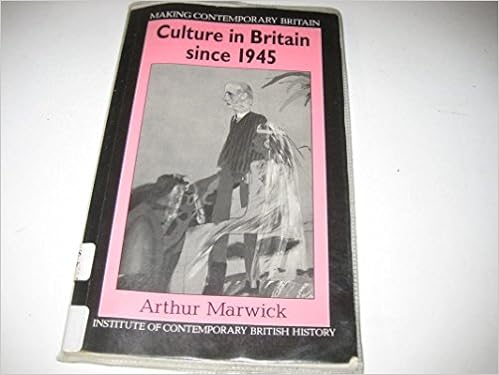 MAKING CONTEMPORARY BRITAIN
Culture in Britain
since 1945
Arthur Marwick
INSTITUTE OF CONTEMPORARY BRITISH HISTORY